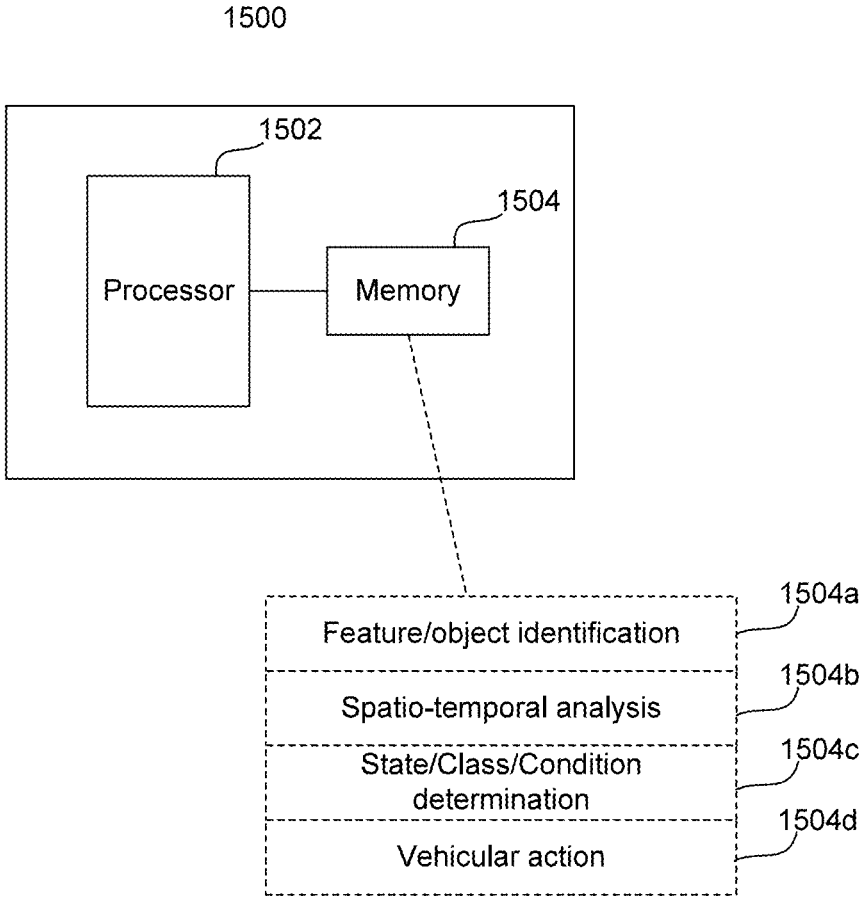 1500
1502
1504
Processor
Memory
1504a
Feature/object identification
1504b
Spatio-temporal analysis
1504c
State/Class/Condition
determination
1504d
Vehicular action